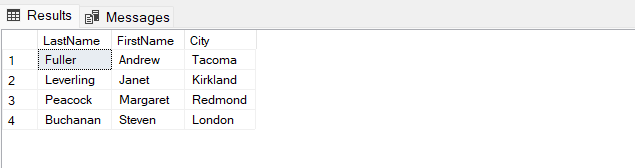 Results Messages
LastName FirstName City
1 Fuller Andrew Tacoma
2 Leverling Janet Kirkland
3 Peacock Margaret Redmond
4 Buchanan Steven London